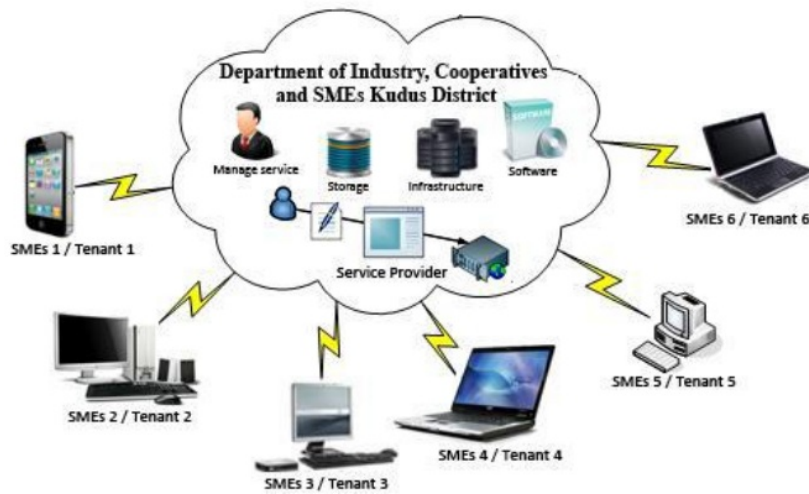 Department of Industry, Cooperatives
and SMEs Kudus District
Manage service
Storage
Infrastructure
Software
SOFTWARE
Service Provider
SMEs 1 / Tenant 1
SMEs 6 / Tenant 6
SMEs 2 / Tenant 2
SMEs 5 / Tenant 5
SMEs 3 / Tenant 3
SMEs 4 / Tenant 4